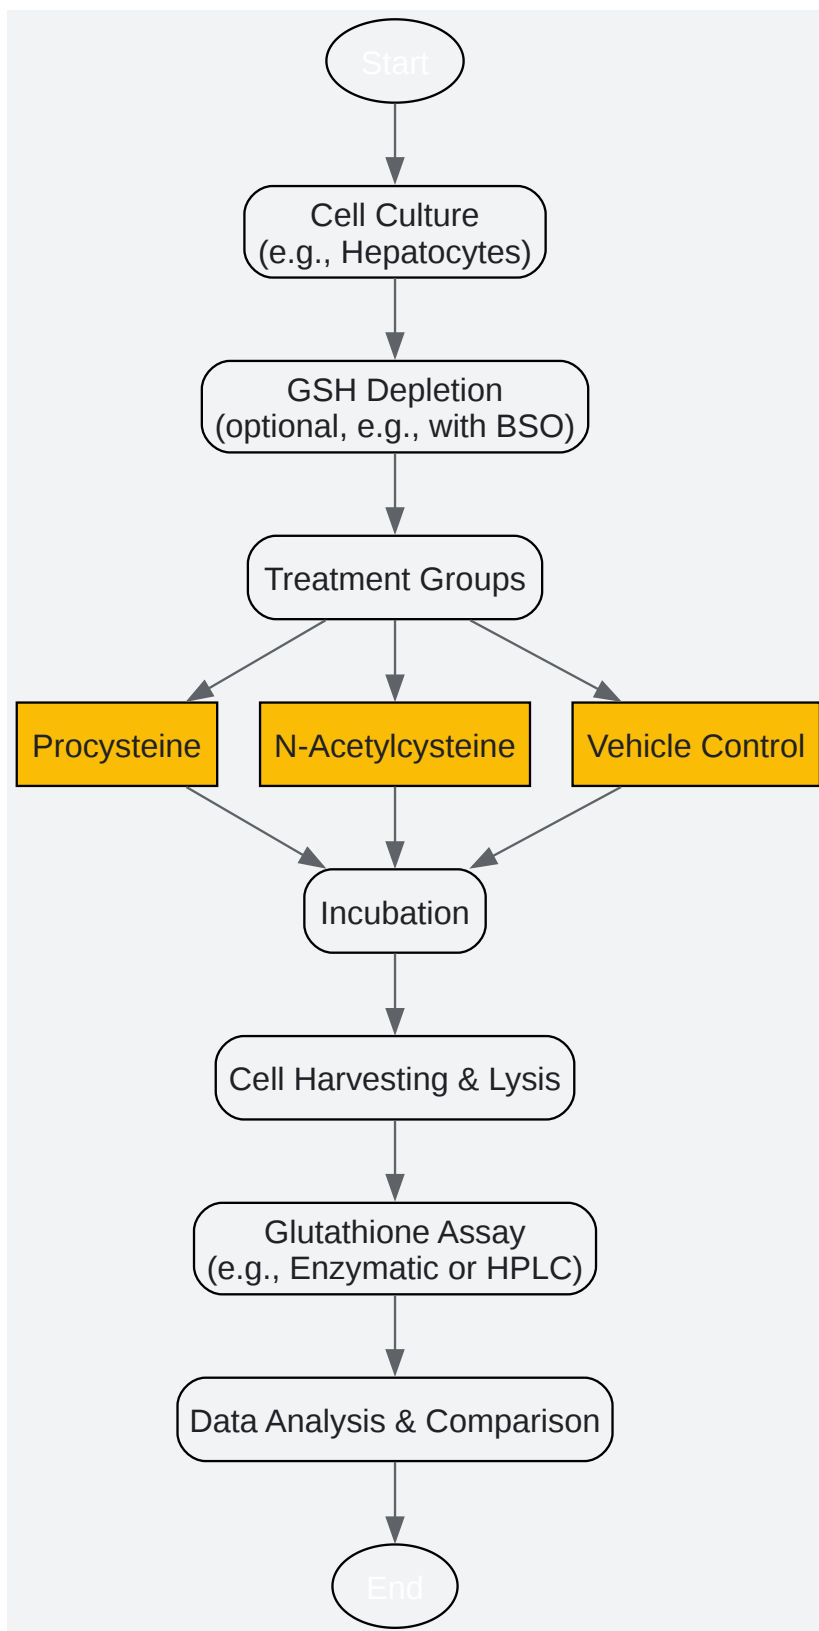 Start
Cell Culture
(e.g., Hepatocytes)
GSH Depletion
(optional, e.g., with BSO)
Treatment Groups
Procysteine
N-Acetylcysteine
Vehicle Control
Incubation
Cell Harvesting & Lysis
Glutathione Assay
(e.g., Enzymatic or HPLC)
Data Analysis & Comparison
End